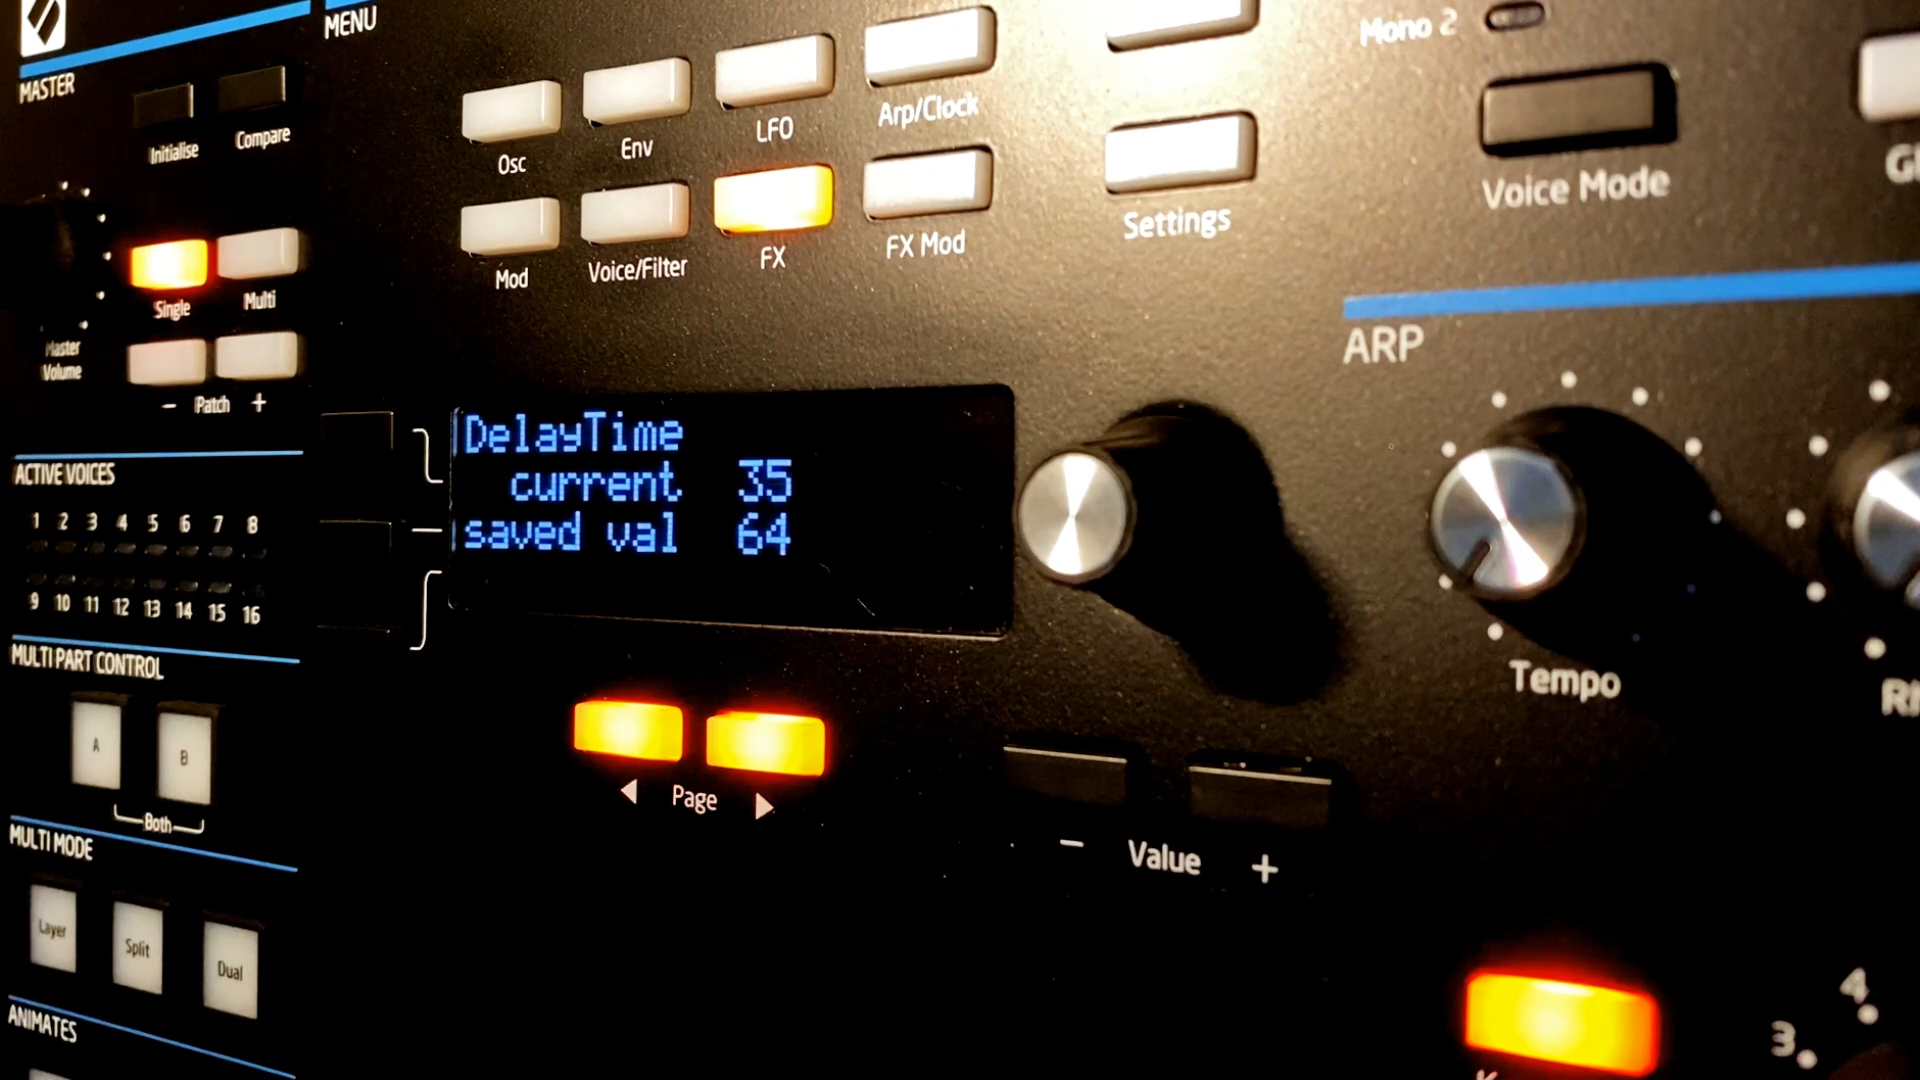 MASTER
Initialise
Compare
Single
Multi
Master
Volume
− Patch +
ACTIVE VOICES
1 2 3 4 5 6 7 8
9 10 11 12 13 14 15 16
MULTI PART CONTROL
A B
Both
MULTI MODE
Layer
Split
Dual
ANIMATES
MENU
Osc
Env
LFO
Arp/Clock
Mod
Voice/Filter
FX
FX Mod
Settings
DelayTime
current 35
saved val 64
◀ Page ▶
− Value +
Mono 2
Voice Mode
ARP
Tempo
4
3